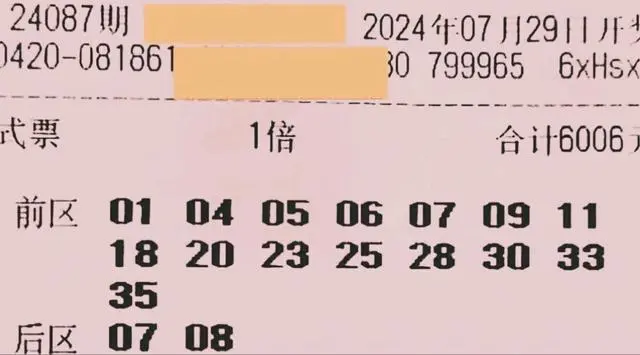 24087期 2024年07月29日开奖
0420-081861 80 799965 6xHsx
式票 1倍 合计6006元
前区 01 04 05 06 07 09 11
18 20 23 25 28 30 33
35
后区 07 08